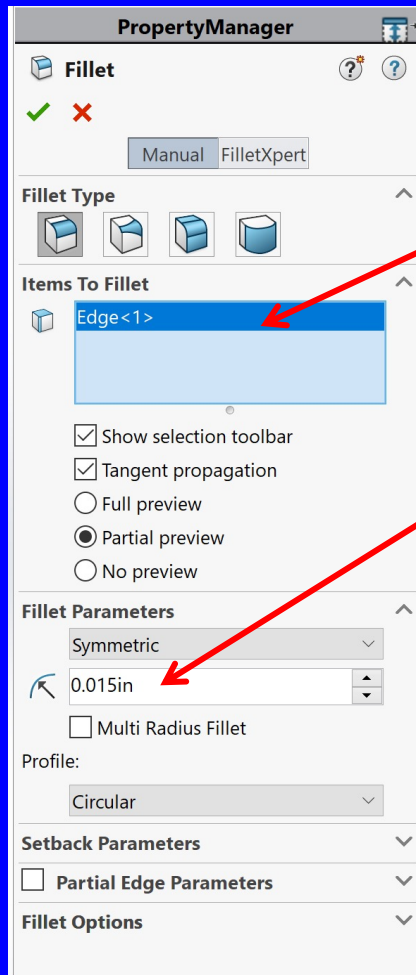 PropertyManager
Fillet
Manual FilletXpert
Fillet Type
Items To Fillet
Edge<1>
Show selection toolbar
Tangent propagation
Full preview
Partial preview
No preview
Fillet Parameters
Symmetric
0.015in
Multi Radius Fillet
Profile:
Circular
Setback Parameters
Partial Edge Parameters
Fillet Options